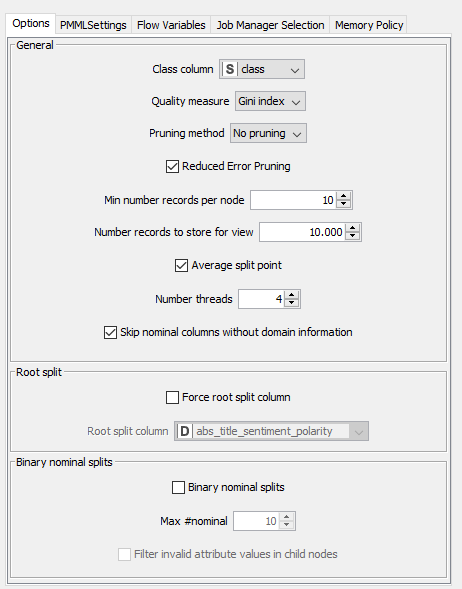 Options PMMLSettings Flow Variables Job Manager Selection Memory Policy
General
Class column S class
Quality measure Gini index
Pruning method No pruning
Reduced Error Pruning
Min number records per node 10
Number records to store for view 10.000
Average split point
Number threads 4
Skip nominal columns without domain information
Root split
Force root split column
Root split column D abs_title_sentiment_polarity
Binary nominal splits
Binary nominal splits
Max #nominal 10
Filter invalid attribute values in child nodes